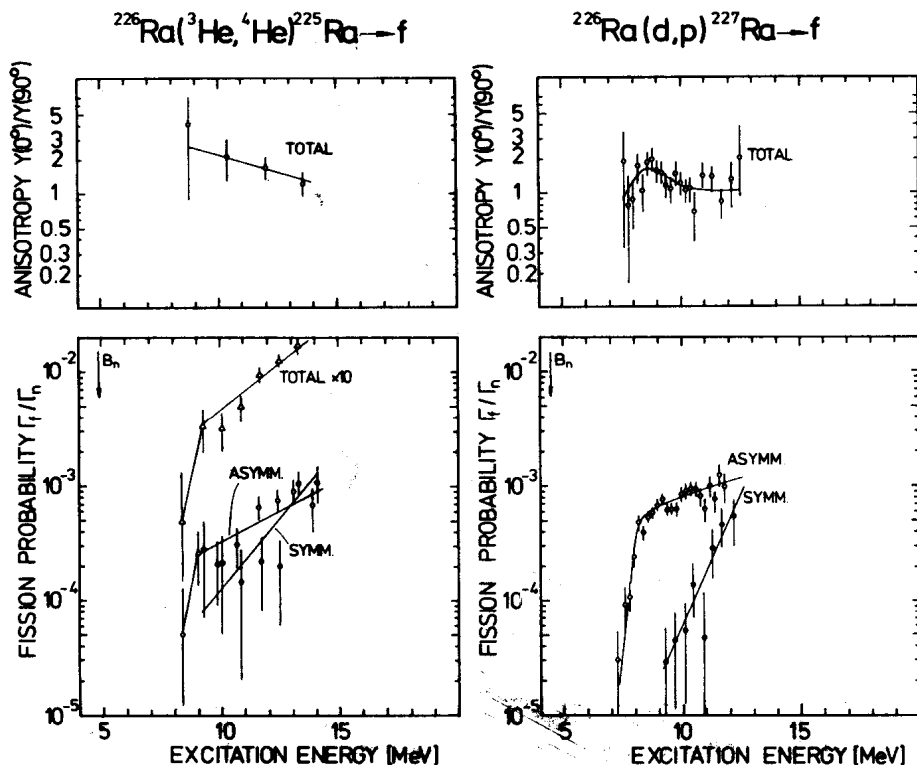 ²²⁶Ra(³He,⁴He)²²⁵Ra→f
²²⁶Ra(d,p)²²⁷Ra→f
ANISOTROPY Y(0°)/Y(90°)
5
3
2
1
0.5
0.3
0.2
TOTAL
ANISOTROPY Y(0°)/Y(90°)
5
3
2
1
0.5
0.3
0.2
TOTAL
FISSION PROBABILITY Γf/Γn
10⁻²
10⁻³
10⁻⁴
10⁻⁵
Bn
TOTAL ×10
ASYMM.
SYMM.
5 10 15
EXCITATION ENERGY [MeV]
FISSION PROBABILITY Γf/Γn
10⁻²
10⁻³
10⁻⁴
10⁻⁵
Bn
ASYMM.
SYMM.
5 10 15
EXCITATION ENERGY [MeV]